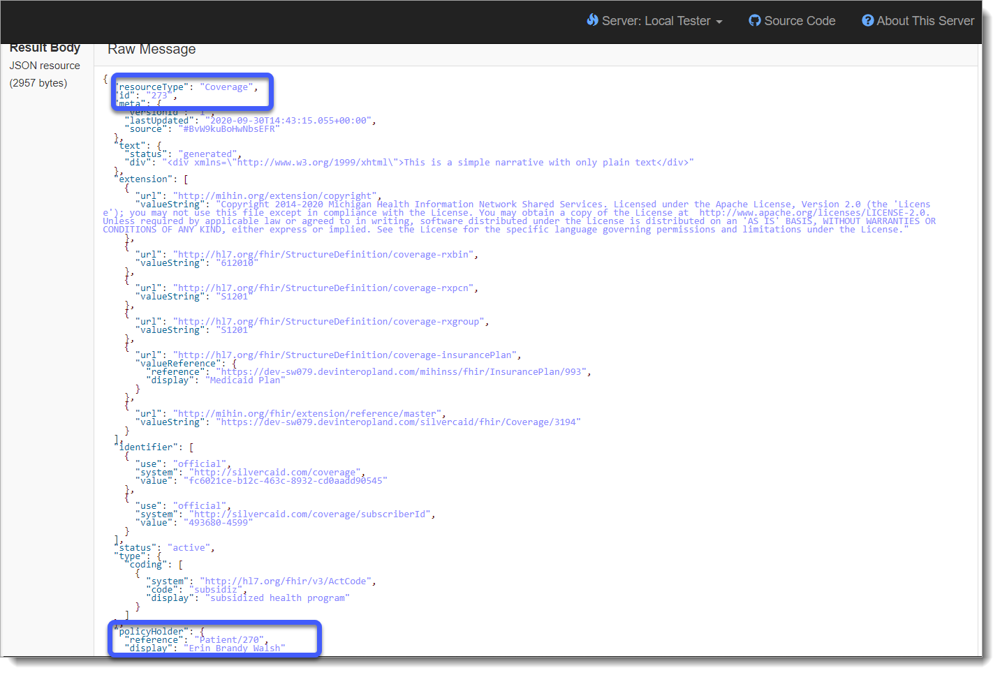 Server: Local Tester
Source Code
About This Server
Result Body
JSON resource
(2957 bytes)
Raw Message
{
"resourceType": "Coverage",
"id": "273",
"meta": {
"versionId": "1",
"lastUpdated": "2020-09-30T14:43:15.055+00:00",
"source": "#BvW9kuBoHwNbsEFR"
},
"text": {
"status": "generated",
"div": "<div xmlns=\"http://www.w3.org/1999/xhtml\">This is a simple narrative with only plain text</div>"
},
"extension": [
{
"url": "http://mihin.org/extension/copyright",
"valueString": "Copyright 2014-2020 Michigan Health Information Network Shared Services. Licensed under the Apache License, Version 2.0 (the 'Licens
e'); you may not use this file except in compliance with the License. You may obtain a copy of the License at  http://www.apache.org/licenses/LICENSE-2.0.
Unless required by applicable law or agreed to in writing, software distributed under the License is distributed on an 'AS IS' BASIS, WITHOUT WARRANTIES OR
CONDITIONS OF ANY KIND, either express or implied. See the License for the specific language governing permissions and limitations under the License."
},
{
"url": "http://hl7.org/fhir/StructureDefinition/coverage-rxbin",
"valueString": "612010"
},
{
"url": "http://hl7.org/fhir/StructureDefinition/coverage-rxpcn",
"valueString": "S1201"
},
{
"url": "http://hl7.org/fhir/StructureDefinition/coverage-rxgroup",
"valueString": "S1201"
},
{
"url": "http://hl7.org/fhir/StructureDefinition/coverage-insurancePlan",
"valueReference": {
"reference": "https://dev-sw079.devinteropland.com/mihinss/fhir/InsurancePlan/993",
"display": "Medicaid Plan"
}
},
{
"url": "http://mihin.org/fhir/extension/reference/master",
"valueString": "https://dev-sw079.devinteropland.com/silvercaid/fhir/Coverage/3194"
}
],
"identifier": [
{
"use": "official",
"system": "http://silvercaid.com/coverage",
"value": "fc6021ce-b12c-463c-8932-cd0aadd90545"
},
{
"use": "official",
"system": "http://silvercaid.com/coverage/subscriberId",
"value": "493680-4599"
}
],
"status": "active",
"type": {
"coding": [
{
"system": "http://hl7.org/fhir/v3/ActCode",
"code": "subsidiz",
"display": "subsidized health program"
}
]
},
"policyHolder": {
"reference": "Patient/270",
"display": "Erin Brandy Walsh"